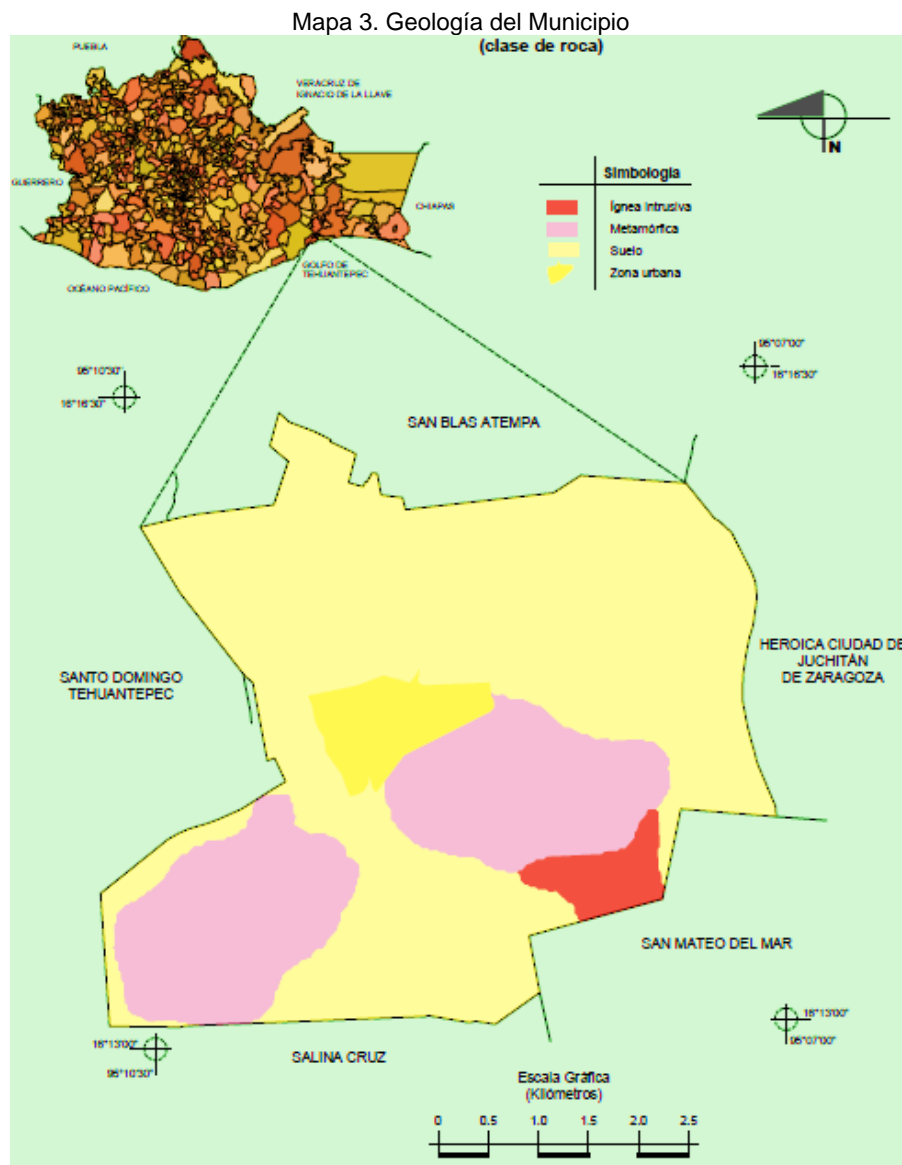 Mapa 3. Geología del Municipio
(clase de roca)
PUEBLA
VERACRUZ DE
IGNACIO DE LA LLAVE
GUERRERO
CHIAPAS
GOLFO DE
TEHUANTEPEC
OCÉANO PACÍFICO
N
Simbología
Ígnea intrusiva
Metamórfica
Suelo
Zona urbana
95°10'30"
16°16'30"
95°07'00"
16°16'30"
SAN BLAS ATEMPA
SANTO DOMINGO
TEHUANTEPEC
HEROICA CIUDAD DE
JUCHITÁN
DE ZARAGOZA
SAN MATEO DEL MAR
16°13'00"
95°10'30"
SALINA CRUZ
16°13'00"
95°07'00"
Escala Gráfica
(Kilómetros)
0 0.5 1.0 1.5 2.0 2.5